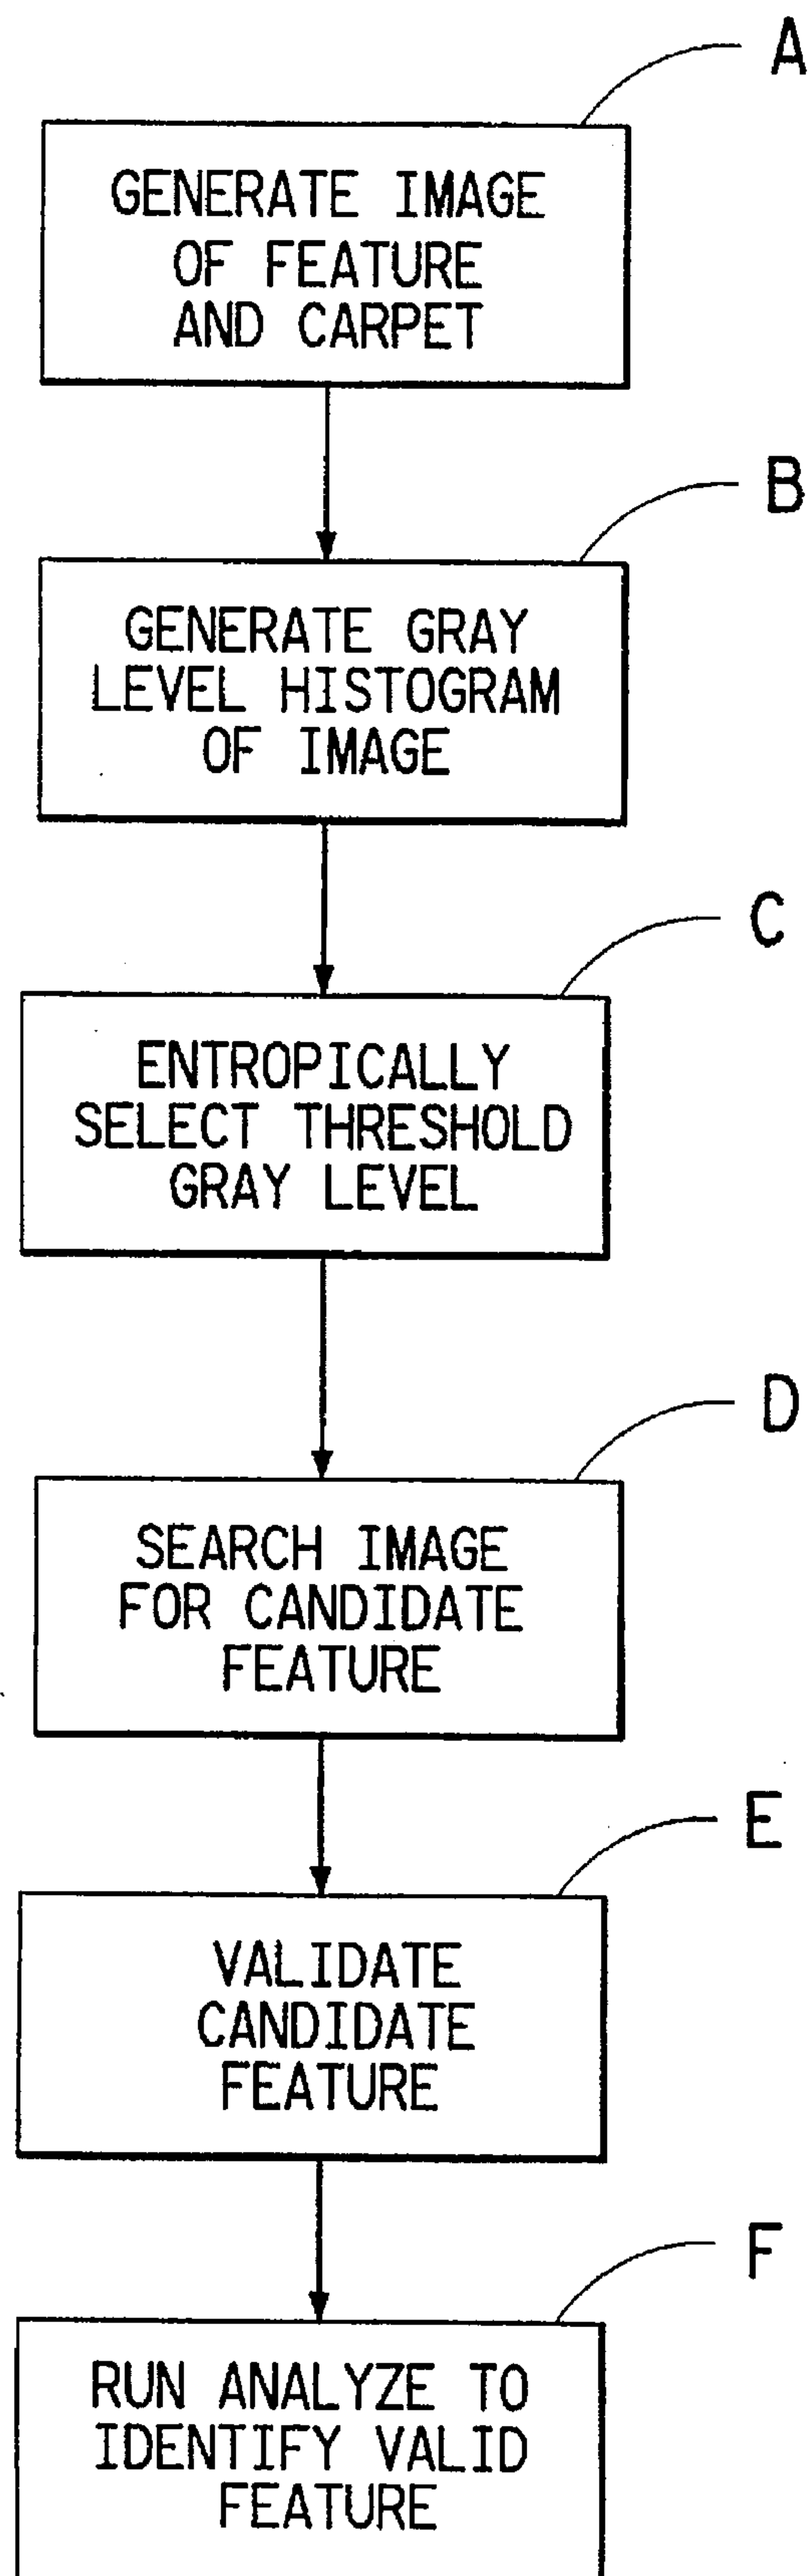 A
GENERATE IMAGE
OF FEATURE
AND CARPET
B
GENERATE GRAY
LEVEL HISTOGRAM
OF IMAGE
C
ENTROPICALLY
SELECT THRESHOLD
GRAY LEVEL
D
SEARCH IMAGE
FOR CANDIDATE
FEATURE
E
VALIDATE
CANDIDATE
FEATURE
F
RUN ANALYZE TO
IDENTIFY VALID
FEATURE